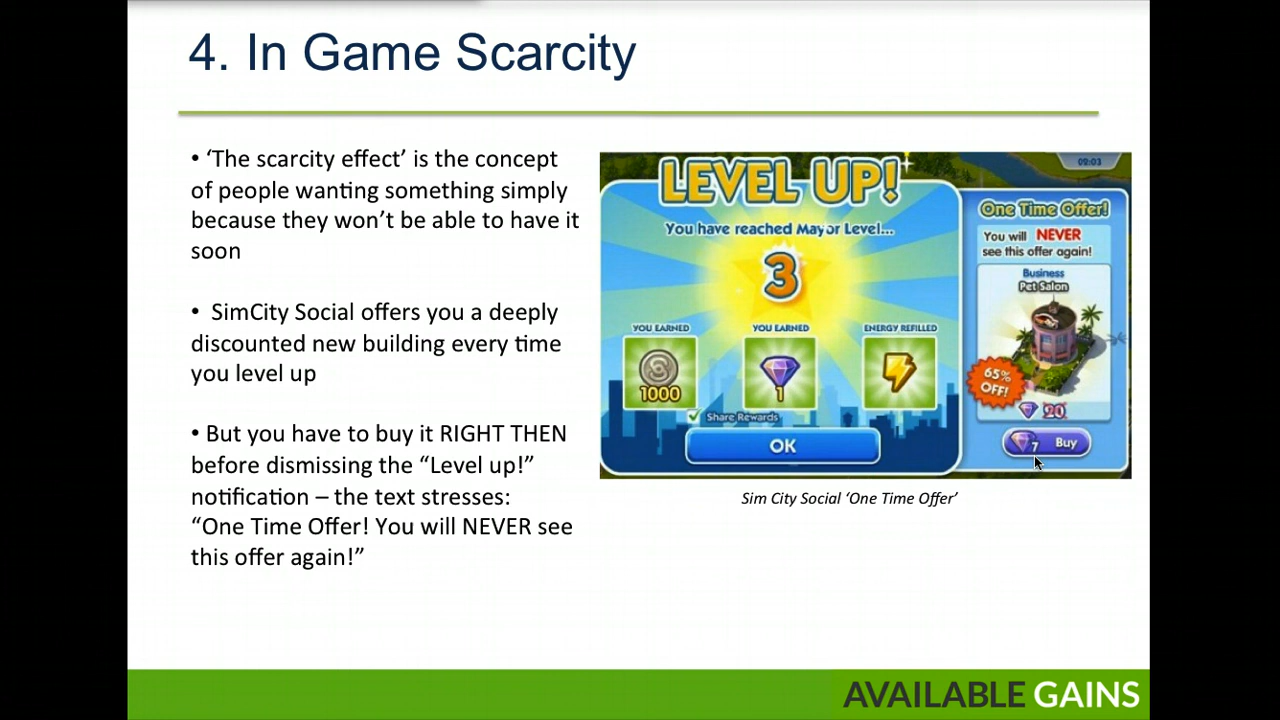 4. In Game Scarcity
• ‘The scarcity effect’ is the concept
of people wanting something simply
because they won’t be able to have it
soon
• SimCity Social offers you a deeply
discounted new building every time
you level up
• But you have to buy it RIGHT THEN
before dismissing the “Level up!”
notification – the text stresses:
“One Time Offer! You will NEVER see
this offer again!”
02:03
LEVEL UP!
You have reached Mayor Level...
3
YOU EARNED
1000
YOU EARNED
1
ENERGY REFILLED
Share Rewards
OK
One Time Offer!
You will NEVER
see this offer again!
Business
Pet Salon
65%
OFF!
20
7 Buy
Sim City Social ‘One Time Offer’
AVAILABLE GAINS